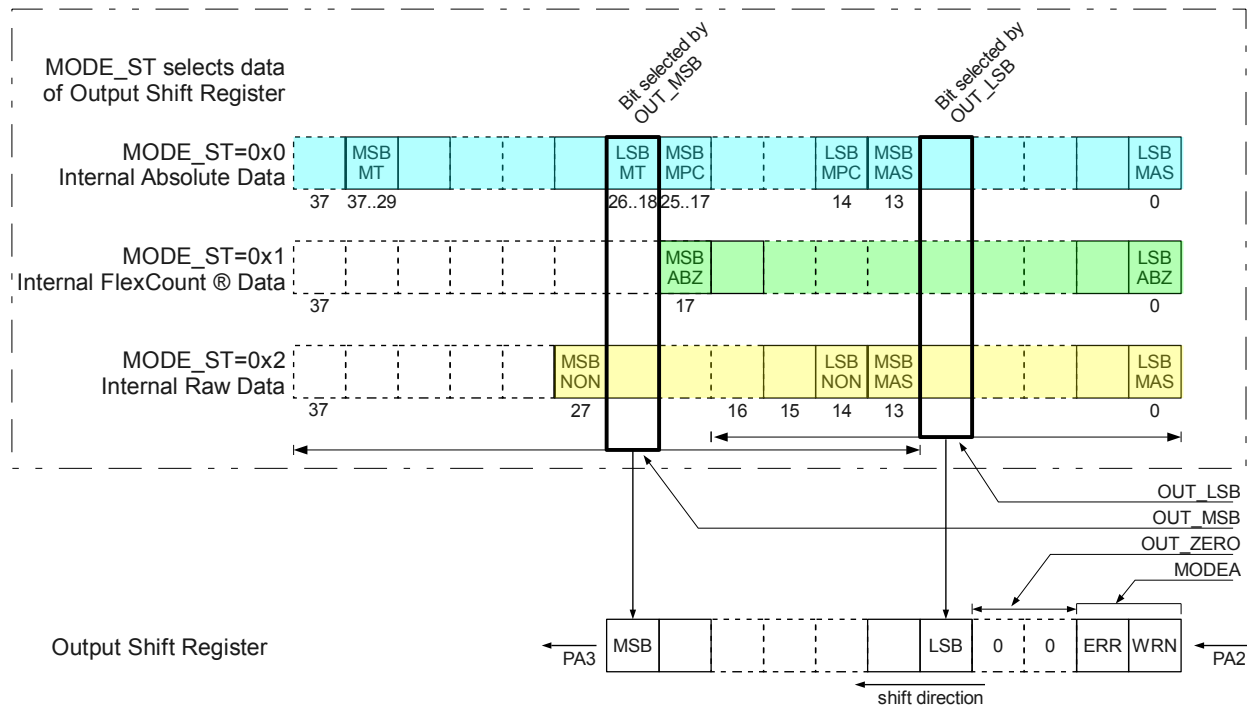 MODE_ST selects data
of Output Shift Register
Bit selected by
OUT_MSB
Bit selected by
OUT_LSB
MODE_ST=0x0
Internal Absolute Data
MSB MT
LSB MT
MSB MPC
LSB MPC
MSB MAS
LSB MAS
37 37..29 26..18 25..17 14 13 0
MODE_ST=0x1
Internal FlexCount ® Data
MSB ABZ
LSB ABZ
37 17 0
MODE_ST=0x2
Internal Raw Data
MSB NON
LSB NON
MSB MAS
LSB MAS
37 27 16 15 14 13 0
OUT_LSB
OUT_MSB
OUT_ZERO
MODEA
Output Shift Register
PA3
MSB LSB 0 0 ERR WRN
PA2
shift direction